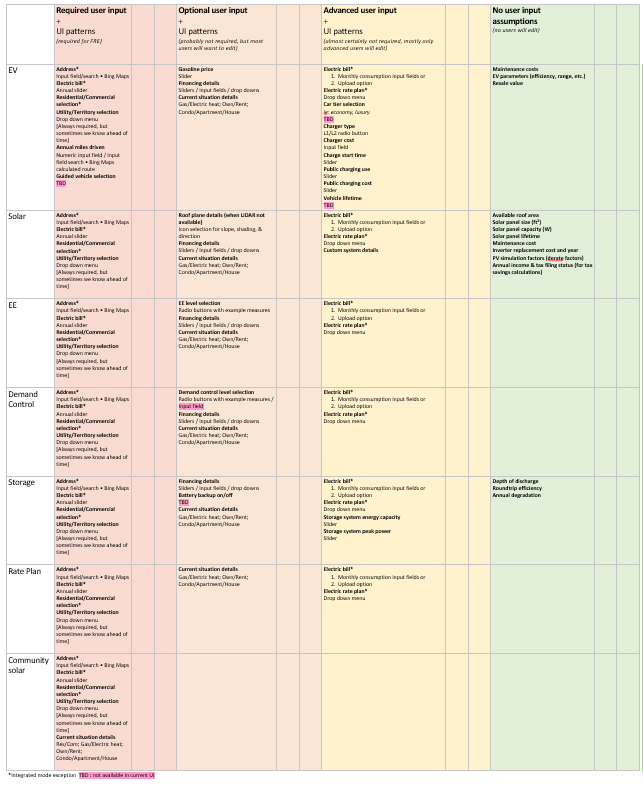 Required user input
+
UI patterns
(required for FRE)
Optional user input
+
UI patterns
(probably not required, but most
users will want to edit)
Advanced user input
+
UI patterns
(almost certainly not required, mostly only
advanced users will edit)
No user input
assumptions
(no users will edit)
EV
Address*
Input field/search • Bing Maps
Electric bill*
Annual slider
Residential/Commercial
selection*
Utility/Territory selection
Drop down menu
[Always required, but
sometimes we know ahead of
time]
Annual miles driven
Numeric input field / Input
field search • Bing Maps
calculated route
Guided vehicle selection
TBD
Gasoline price
Slider
Financing details
Sliders / input fields / drop downs
Current situation details
Gas/Electric heat; Own/Rent;
Condo/Apartment/House
Electric bill*
1. Monthly consumption input fields or
2. Upload option
Electric rate plan*
Drop down menu
Car tier selection
ie: economy, luxury
TBD
Charger type
L1/L2 radio button
Charger cost
Input field
Charge start time
Slider
Public charging use
Slider
Public charging cost
Slider
Vehicle lifetime
TBD
Maintenance costs
EV parameters (efficiency, range, etc.)
Resale value
Solar
Address*
Input field/search • Bing Maps
Electric bill*
Annual slider
Residential/Commercial
selection*
Utility/Territory selection
Drop down menu
[Always required, but
sometimes we know ahead of
time]
Roof plane details (when LiDAR not
available)
Icon selection for slope, shading, &
direction
Financing details
Sliders / input fields / drop downs
Current situation details
Gas/Electric heat; Own/Rent;
Condo/Apartment/House
Electric bill*
1. Monthly consumption input fields or
2. Upload option
Electric rate plan*
Drop down menu
Custom system details
Available roof area
Solar panel size (ft²)
Solar panel capacity (W)
Solar panel lifetime
Maintenance cost
Inverter replacement cost and year
PV simulation factors (derate factors)
Annual income & tax filing status (for tax
savings calculations)
EE
Address*
Input field/search • Bing Maps
Electric bill*
Annual slider
Residential/Commercial
selection*
Utility/Territory selection
Drop down menu
[Always required, but
sometimes we know ahead of
time]
EE level selection
Radio buttons with example measures
Financing details
Sliders / input fields / drop downs
Current situation details
Gas/Electric heat; Own/Rent;
Condo/Apartment/House
Electric bill*
1. Monthly consumption input fields or
2. Upload option
Electric rate plan*
Drop down menu
Demand
Control
Address*
Input field/search • Bing Maps
Electric bill*
Annual slider
Residential/Commercial
selection*
Utility/Territory selection
Drop down menu
[Always required, but
sometimes we know ahead of
time]
Demand control level selection
Radio buttons with example measures /
input field
Financing details
Sliders / input fields / drop downs
Current situation details
Gas/Electric heat; Own/Rent;
Condo/Apartment/House
Electric bill*
1. Monthly consumption input fields or
2. Upload option
Electric rate plan*
Drop down menu
Storage
Address*
Input field/search • Bing Maps
Electric bill*
Annual slider
Residential/Commercial
selection*
Utility/Territory selection
Drop down menu
[Always required, but
sometimes we know ahead of
time]
Financing details
Sliders / input fields / drop downs
Battery backup on/off
TBD
Current situation details
Gas/Electric heat; Own/Rent;
Condo/Apartment/House
Electric bill*
1. Monthly consumption input fields or
2. Upload option
Electric rate plan*
Drop down menu
Storage system energy capacity
Slider
Storage system peak power
Slider
Depth of discharge
Roundtrip efficiency
Annual degradation
Rate Plan
Address*
Input field/search • Bing Maps
Electric bill*
Annual slider
Residential/Commercial
selection*
Utility/Territory selection
Drop down menu
[Always required, but
sometimes we know ahead of
time]
Current situation details
Gas/Electric heat; Own/Rent;
Condo/Apartment/House
Electric bill*
1. Monthly consumption input fields or
2. Upload option
Electric rate plan*
Drop down menu
Community
solar
Address*
Input field/search • Bing Maps
Electric bill*
Annual slider
Residential/Commercial
selection*
Utility/Territory selection
Drop down menu
[Always required, but
sometimes we know ahead of
time]
Current situation details
Res/Com; Gas/Electric heat;
Own/Rent;
Condo/Apartment/House
*Integrated mode exception TBD : not available in current UI